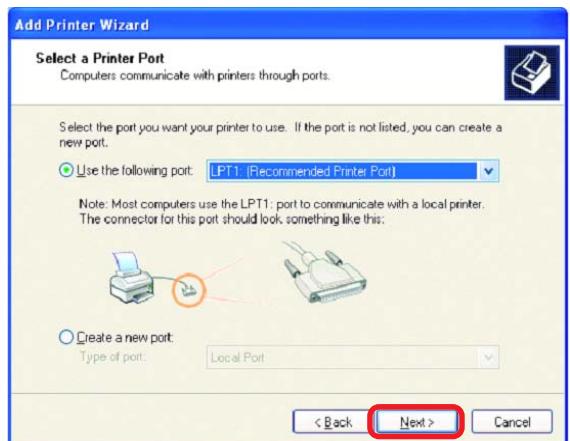 Add Printer Wizard
Select a Printer Port
Computers communicate with printers through ports.
Select the port you want your printer to use. If the port is not listed, you can create a
new port.
Use the following port:
LPT1: (Recommended Printer Port)
Note: Most computers use the LPT1: port to communicate with a local printer.
The connector for this port should look something like this:
Create a new port:
Type of port:
Local Port
< Back
Next >
Cancel